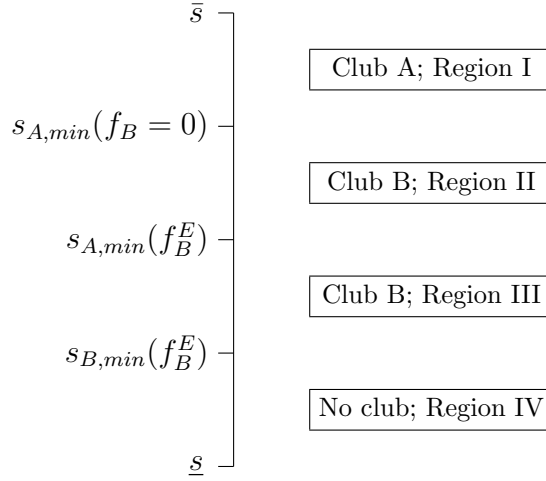 s̄
Club A; Region I
s_{A,min}(f_B = 0)
Club B; Region II
s_{A,min}(f_B^E)
Club B; Region III
s_{B,min}(f_B^E)
No club; Region IV
s̲